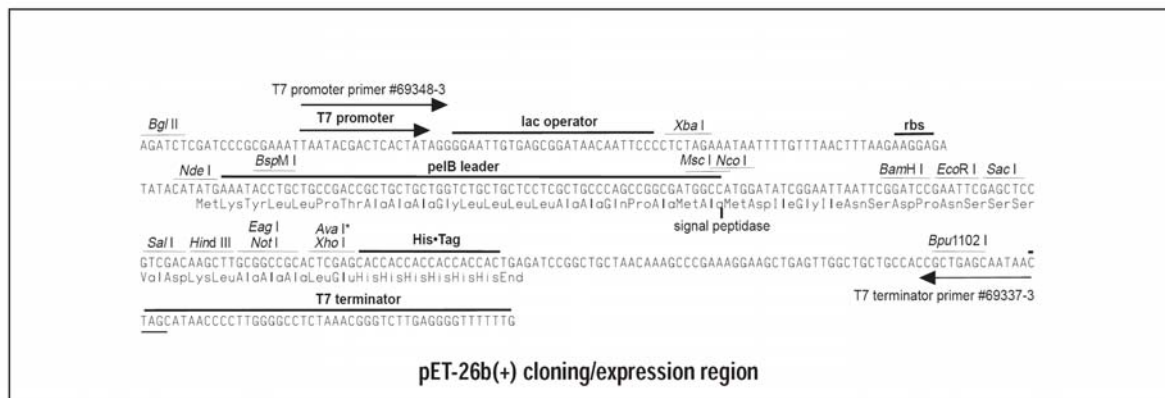 T7 promoter primer #69348-3
Bgl II T7 promoter lac operator Xba I rbs
AGATCTCGATCCCGCGAAATTAATACGACTCACTATAGGGGAATTGTGAGCGGATAACAATTCCCCTCTAGAAATAATTTTGTTTAACTTTAAGAAGGAGA
Nde I BspM I pelB leader Msc I Nco I BamH I EcoR I Sac I
TATACATATGAAATACCTGCTGCCGACCGCTGCTGCTGGTCTGCTGCTCCTCGCTGCCCAGCCGGCGATGGCCATGGATATCGGAATTAATTCGGATCCGAATTCGAGCTCC
MetLysTyrLeuLeuProThrAlaAlaAlaGlyLeuLeuLeuLeuAlaAlaGlnProAlaMetAlaMetAspIleGlyIleAsnSerAspProAsnSerSerSer
signal peptidase
Sal I Hind III Eag I Not I Ava I* Xho I His•Tag Bpu1102 I
GTCGACAAGCTTGCGGCCGCACTCGAGCACCACCACCACCACCACTGAGATCCGGCTGCTAACAAAGCCCGAAAGGAAGCTGAGTTGGCTGCTGCCACCGCTGAGCAATAAC
ValAspLysLeuAlaAlaAlaLeuGluHisHisHisHisHisHisEnd
T7 terminator T7 terminator primer #69337-3
TAGCATAACCCCTTGGGGCCTCTAAACGGGTCTTGAGGGGTTTTTTG
pET-26b(+) cloning/expression region